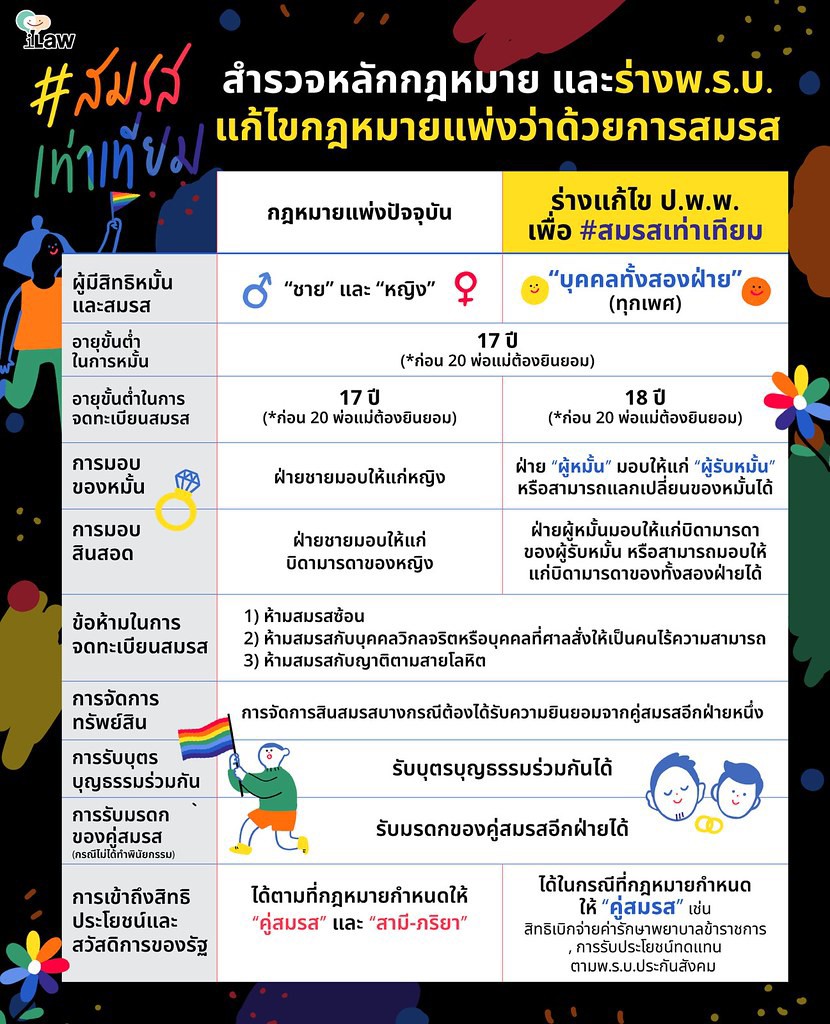 iLaw
#สมรส
เท่าเทียม
สำรวจหลักกฎหมาย และร่างพ.ร.บ.
แก้ไขกฎหมายแพ่งว่าด้วยการสมรส
กฎหมายแพ่งปัจจุบัน
ร่างแก้ไข ป.พ.พ.
เพื่อ #สมรสเท่าเทียม
ผู้มีสิทธิหมั้น
และสมรส
“ชาย” และ “หญิง”
“บุคคลทั้งสองฝ่าย”
(ทุกเพศ)
อายุขั้นต่ำ
ในการหมั้น
17 ปี
(*ก่อน 20 พ่อแม่ต้องยินยอม)
อายุขั้นต่ำในการ
จดทะเบียนสมรส
17 ปี
(*ก่อน 20 พ่อแม่ต้องยินยอม)
18 ปี
(*ก่อน 20 พ่อแม่ต้องยินยอม)
การมอบ
ของหมั้น
ฝ่ายชายมอบให้แก่หญิง
ฝ่าย “ผู้หมั้น” มอบให้แก่ “ผู้รับหมั้น”
หรือสามารถแลกเปลี่ยนของหมั้นได้
การมอบ
สินสอด
ฝ่ายชายมอบให้แก่
บิดามารดาของหญิง
ฝ่ายผู้หมั้นมอบให้แก่บิดามารดา
ของผู้รับหมั้น หรือสามารถมอบให้
แก่บิดามารดาของทั้งสองฝ่ายได้
ข้อห้ามในการ
จดทะเบียนสมรส
1) ห้ามสมรสซ้อน
2) ห้ามสมรสกับบุคคลวิกลจริตหรือบุคคลที่ศาลสั่งให้เป็นคนไร้ความสามารถ
3) ห้ามสมรสกับญาติตามสายโลหิต
การจัดการ
ทรัพย์สิน
การจัดการสินสมรสบางกรณีต้องได้รับความยินยอมจากคู่สมรสอีกฝ่ายหนึ่ง
การรับบุตร
บุญธรรมร่วมกัน
รับบุตรบุญธรรมร่วมกันได้
การรับมรดก
ของคู่สมรส
(กรณีไม่ได้ทำพินัยกรรม)
รับมรดกของคู่สมรสอีกฝ่ายได้
การเข้าถึงสิทธิ
ประโยชน์และ
สวัสดิการของรัฐ
ได้ตามที่กฎหมายกำหนดให้
“คู่สมรส” และ “สามี-ภริยา”
ได้ในกรณีที่กฎหมายกำหนด
ให้ “คู่สมรส” เช่น
สิทธิเบิกจ่ายค่ารักษาพยาบาลข้าราชการ
, การรับประโยชน์ทดแทน
ตามพ.ร.บ.ประกันสังคม